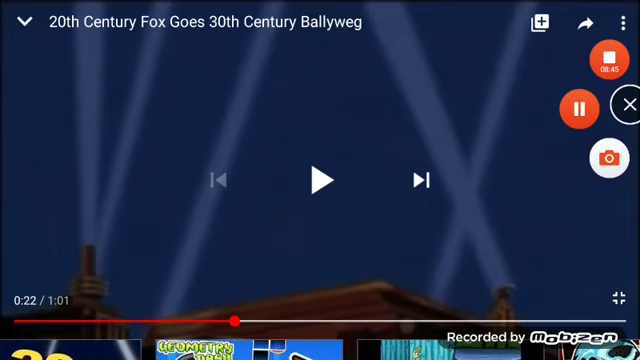 20th Century Fox Goes 30th Century Ballyweg
08:45
0:22 / 1:01
Recorded by mobizen
GEOMETRY
DASH